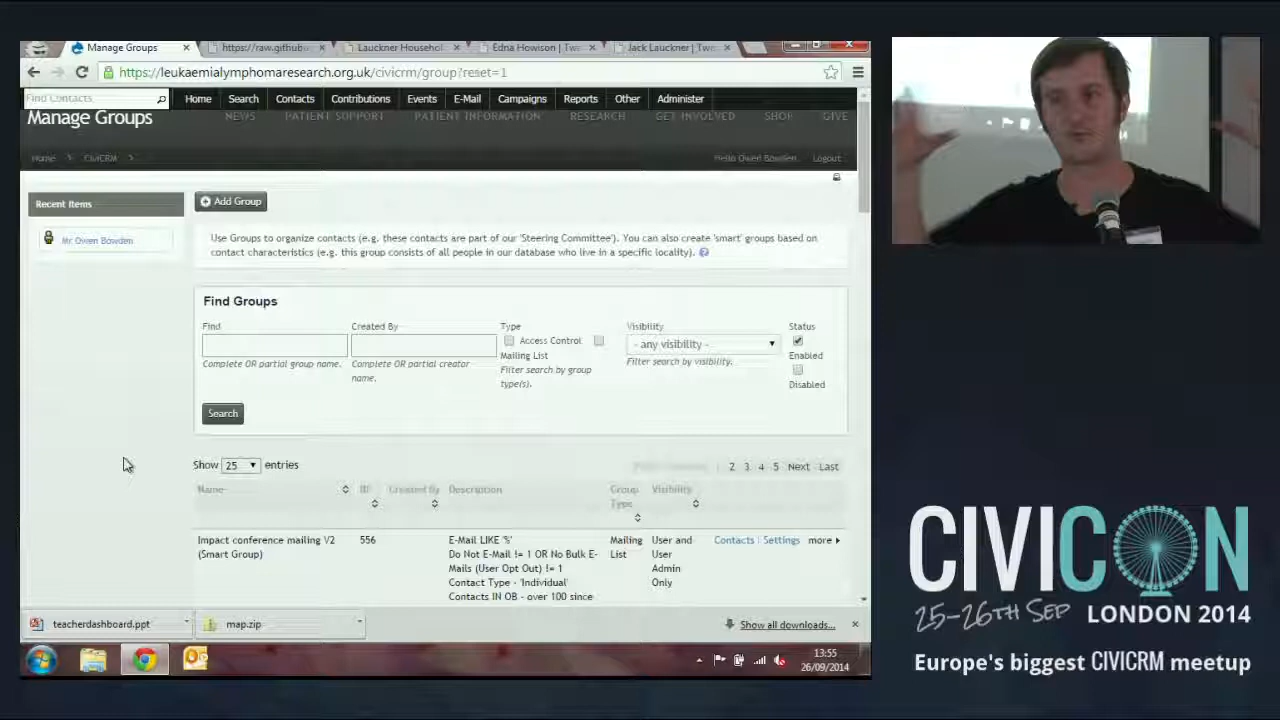 Manage Groups
https://raw.githubu
Lauckner Househol
Edna Howison | Twe
Jack Lauckner | Twe
https://leukaemialymphomaresearch.org.uk/civicrm/group?reset=1
Find Contacts
Home Search Contacts Contributions Events E-Mail Campaigns Reports Other Administer
Manage Groups
NEWS PATIENT SUPPORT PATIENT INFORMATION RESEARCH GET INVOLVED SHOP GIVE
Home CiviCRM
Hello Owen Bowden Logout
Recent Items
Mr Owen Bowden
Add Group
Use Groups to organize contacts (e.g. these contacts are part of our 'Steering Committee'). You can also create 'smart' groups based on
contact characteristics (e.g. this group consists of all people in our database who live in a specific locality).
Find Groups
Find
Complete OR partial group name.
Created By
Complete OR partial creator
name.
Type
Access Control
Mailing List
Filter search by group
type(s).
Visibility
- any visibility -
Filter search by visibility.
Status
Enabled
Disabled
Search
Show 25 entries
2 3 4 5 Next Last
Name ID Created By Description Group
Type Visibility
Impact conference mailing V2
(Smart Group)
556
E-Mail LIKE '%'
Do Not E-Mail != 1 OR No Bulk E-
Mails (User Opt Out) != 1
Contact Type - 'Individual'
Contacts IN OB - over 100 since
Mailing
List
User and
User
Admin
Only
Contacts | Settings more
teacherdashboard.ppt
map.zip
Show all downloads...
13:55
26/09/2014
CIVICON
25-26TH SEP LONDON 2014
Europe's biggest CIVICRM meetup